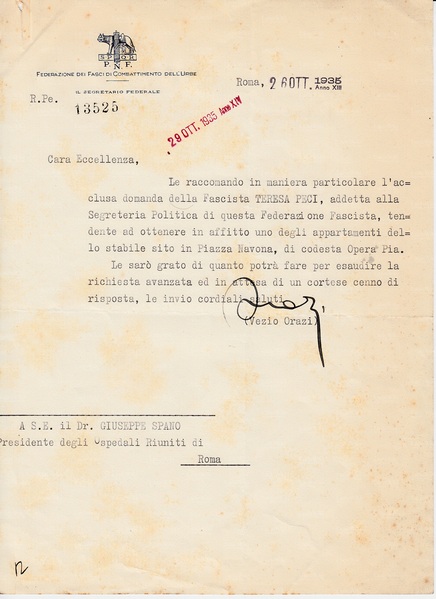 S.P.Q.R.
P.N.F.
FEDERAZIONE DEI FASCI DI COMBATTIMENTO DELL'URBE
IL SEGRETARIO FEDERALE
R.Pe. 13525
Roma, 26 OTT. 1935
Anno XIII
29 OTT. 1935 Anno XIV
Cara Eccellenza,
Le raccomando in maniera particolare l'ac=
clusa domanda della Fascista TERESA PECI, addetta alla
Segreteria Politica di questa Federazione Fascista, ten=
dente ad ottenere in affitto uno degli appartamenti del=
lo stabile sito in Piazza Navona, di codesta Opera Pia.
Le sarò grato di quanto potrà fare per esaudire la
richiesta avanzata ed in attesa di un cortese cenno di
risposta, le invio cordiali saluti.
Orazi
(Vezio Orazi)
A S.E. il Dr. GIUSEPPE SPANO
Presidente degli Ospedali Riuniti di
Roma